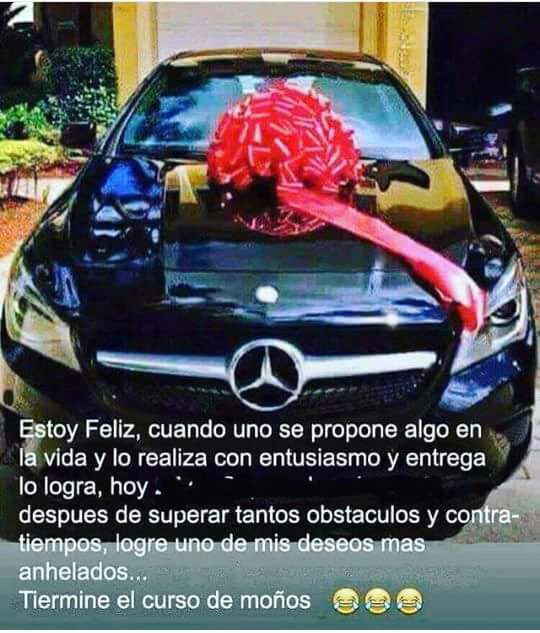 Estoy Feliz, cuando uno se propone algo en
la vida y lo realiza con entusiasmo y entrega
lo logra, hoy .
despues de superar tantos obstaculos y contra-
tiempos, logre uno de mis deseos mas
anhelados...
Tiermine el curso de moños 😂😂😂